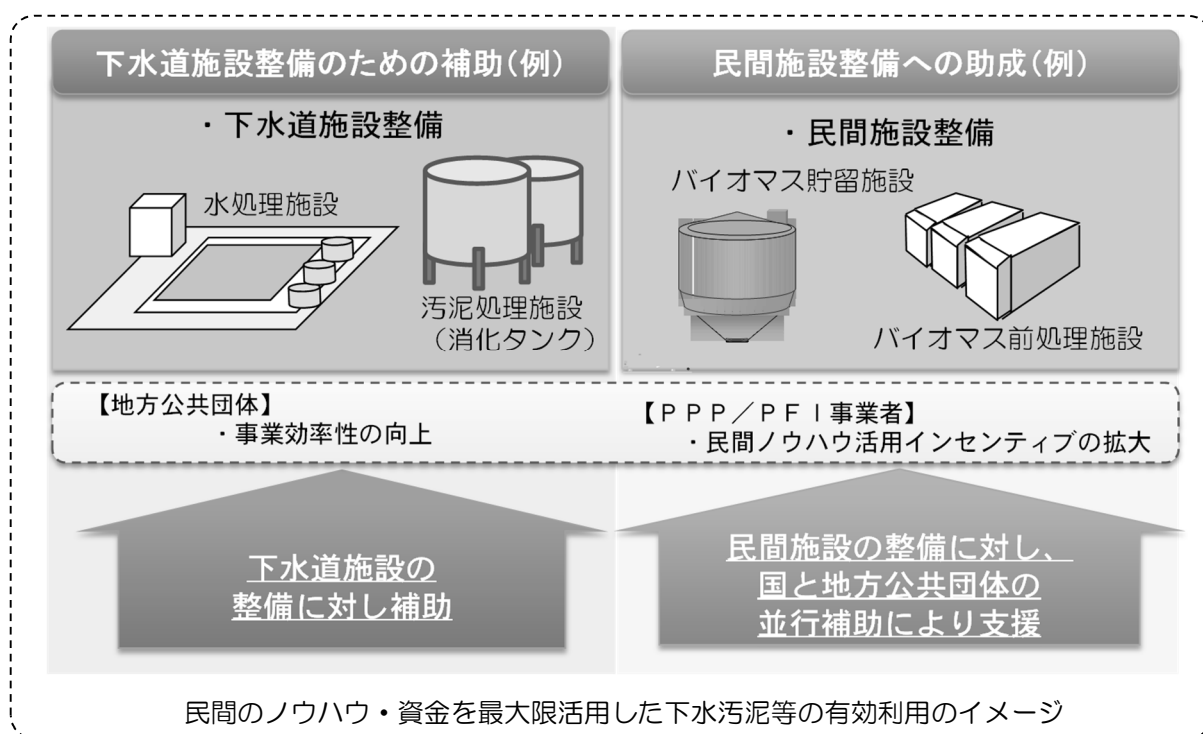 下水道施設整備のための補助(例)
・下水道施設整備
水処理施設
汚泥処理施設
(消化タンク)
民間施設整備への助成(例)
・民間施設整備
バイオマス貯留施設
バイオマス前処理施設
【地方公共団体】
・事業効率性の向上
【PPP/PFI事業者】
・民間ノウハウ活用インセンティブの拡大
下水道施設の
整備に対し補助
民間施設の整備に対し、
国と地方公共団体の
並行補助により支援
民間のノウハウ・資金を最大限活用した下水汚泥等の有効利用のイメージ